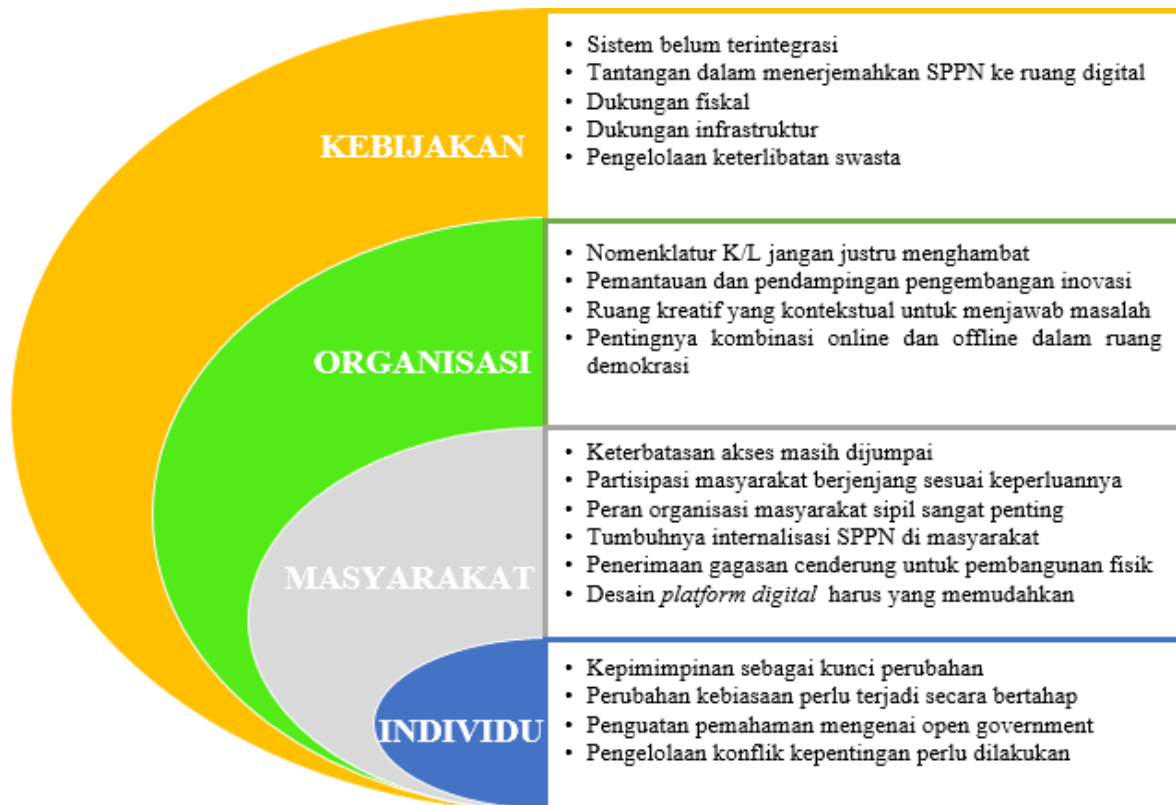 KEBIJAKAN
• Sistem belum terintegrasi
• Tantangan dalam menerjemahkan SPPN ke ruang digital
• Dukungan fiskal
• Dukungan infrastruktur
• Pengelolaan keterlibatan swasta
ORGANISASI
• Nomenklatur K/L jangan justru menghambat
• Pemantauan dan pendampingan pengembangan inovasi
• Ruang kreatif yang kontekstual untuk menjawab masalah
• Pentingnya kombinasi online dan offline dalam ruang
demokrasi
MASYARAKAT
• Keterbatasan akses masih dijumpai
• Partisipasi masyarakat berjenjang sesuai keperluannya
• Peran organisasi masyarakat sipil sangat penting
• Tumbuhnya internalisasi SPPN di masyarakat
• Penerimaan gagasan cenderung untuk pembangunan fisik
• Desain platform digital harus yang memudahkan
INDIVIDU
• Kepimimpinan sebagai kunci perubahan
• Perubahan kebiasaan perlu terjadi secara bertahap
• Penguatan pemahaman mengenai open government
• Pengelolaan konflik kepentingan perlu dilakukan